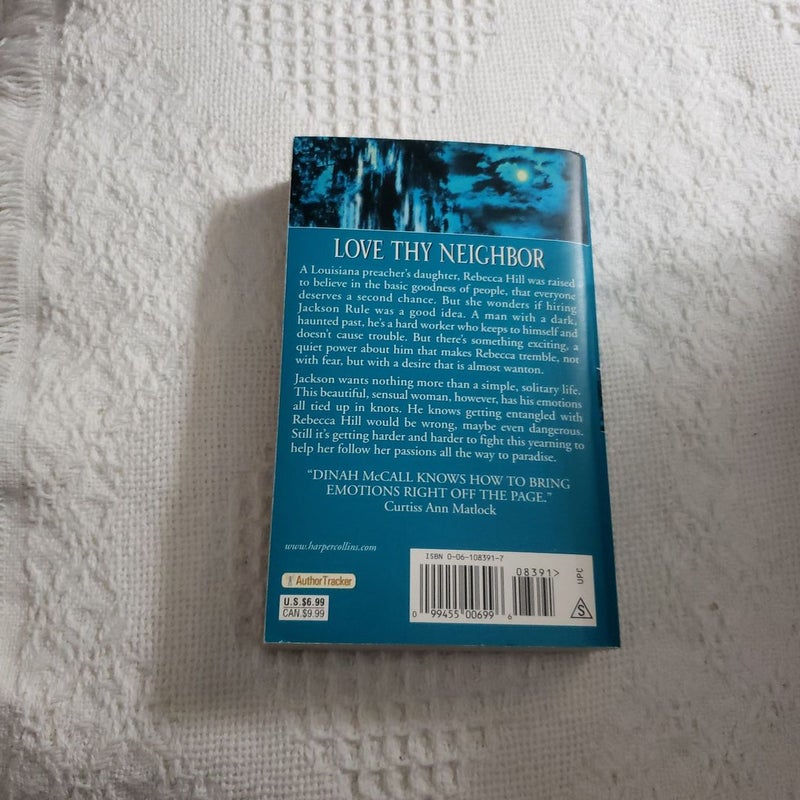 LOVE THY NEIGHBOR
A Louisiana preacher's daughter, Rebecca Hill was raised
to believe in the basic goodness of people, that everyone
deserves a second chance. But she wonders if hiring
Jackson Rule was a good idea. A man with a dark,
haunted past, he's a hard worker who keeps to himself and
doesn't cause trouble. But there's something exciting, a
quiet power about him that makes Rebecca tremble, not
with fear, but with a desire that is almost wanton.
Jackson wants nothing more than a simple, solitary life.
This beautiful, sensual woman, however, has his emotions
all tied up in knots. He knows getting entangled with
Rebecca Hill would be wrong, maybe even dangerous.
Still it's getting harder and harder to fight this yearning to
help her follow her passions all the way to paradise.
"DINAH McCALL KNOWS HOW TO BRING
EMOTIONS RIGHT OFF THE PAGE."
Curtiss Ann Matlock
www.harpercollins.com
AuthorTracker
U.S.$6.99
CAN.$9.99
ISBN 0-06-108391-7
08391>
UPC
0 99455 00699 6
S